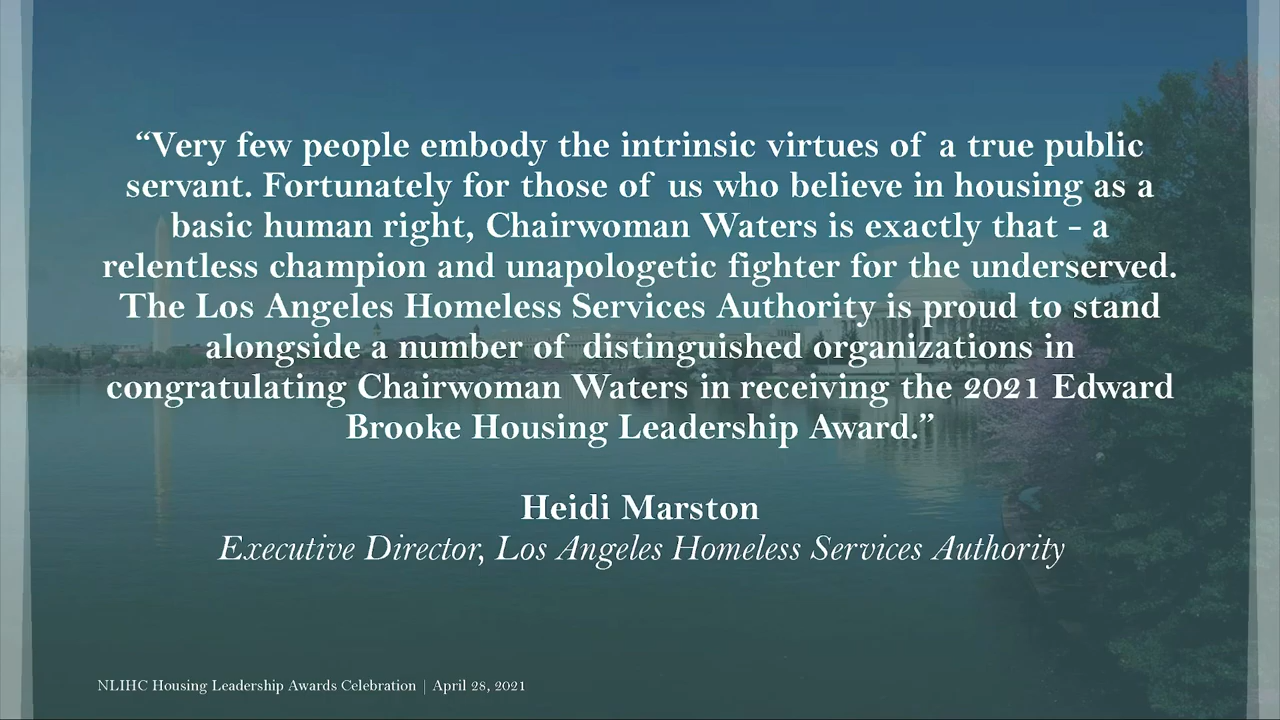 “Very few people embody the intrinsic virtues of a true public
servant. Fortunately for those of us who believe in housing as a
basic human right, Chairwoman Waters is exactly that - a
relentless champion and unapologetic fighter for the underserved.
The Los Angeles Homeless Services Authority is proud to stand
alongside a number of distinguished organizations in
congratulating Chairwoman Waters in receiving the 2021 Edward
Brooke Housing Leadership Award.”
Heidi Marston
Executive Director, Los Angeles Homeless Services Authority
NLIHC Housing Leadership Awards Celebration | April 28, 2021